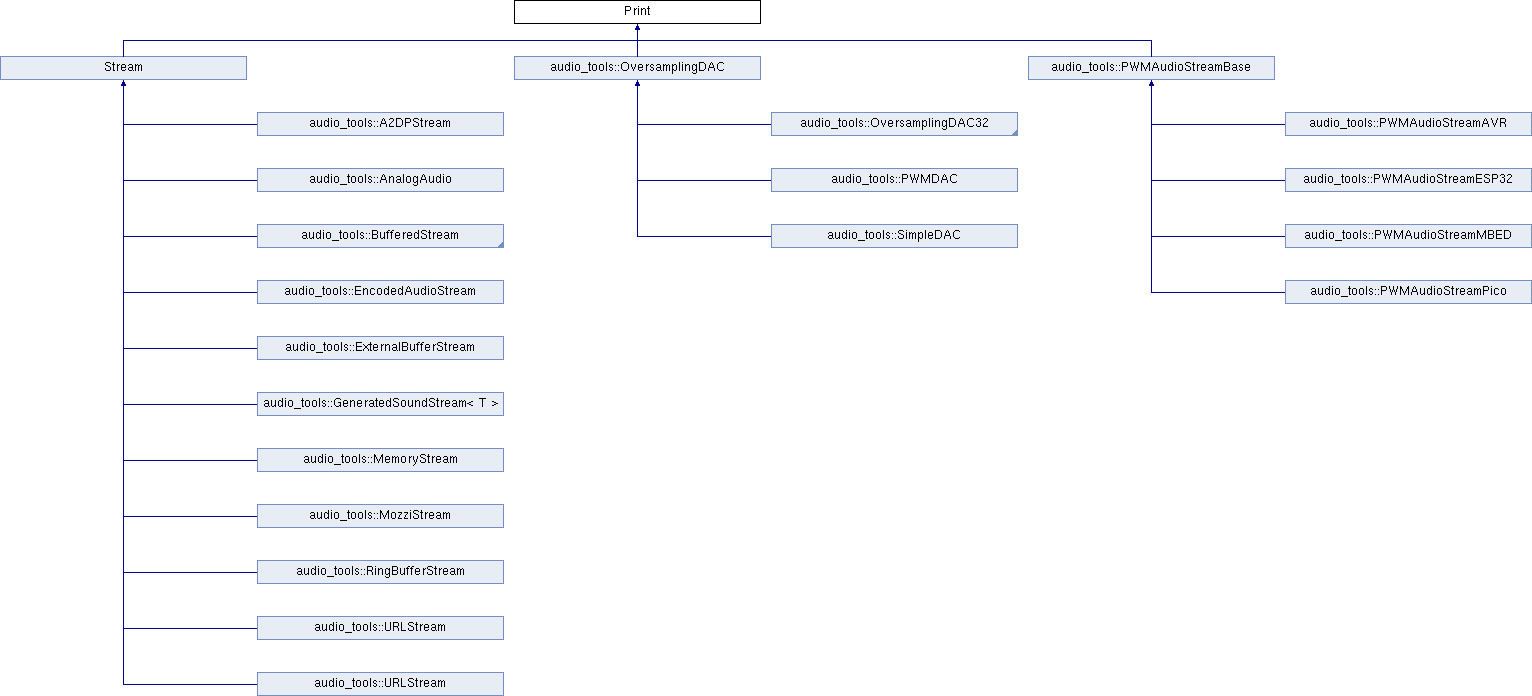 Print
Stream
audio_tools::OversamplingDAC
audio_tools::PWMAudioStreamBase
audio_tools::A2DPStream
audio_tools::OversamplingDAC32
audio_tools::PWMAudioStreamAVR
audio_tools::AnalogAudio
audio_tools::PWMDAC
audio_tools::PWMAudioStreamESP32
audio_tools::BufferedStream
audio_tools::SimpleDAC
audio_tools::PWMAudioStreamMBED
audio_tools::EncodedAudioStream
audio_tools::PWMAudioStreamPico
audio_tools::ExternalBufferStream
audio_tools::GeneratedSoundStream< T >
audio_tools::MemoryStream
audio_tools::MozziStream
audio_tools::RingBufferStream
audio_tools::URLStream
audio_tools::URLStream